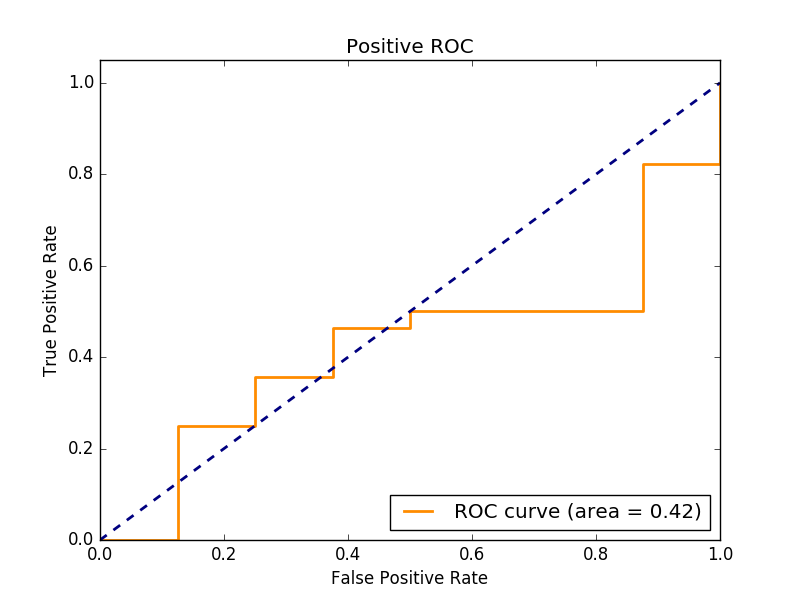 Positive ROC
1.0
0.8
0.6
0.4
0.2
0.0
True Positive Rate
ROC curve (area = 0.42)
0.0 0.2 0.4 0.6 0.8 1.0
False Positive Rate